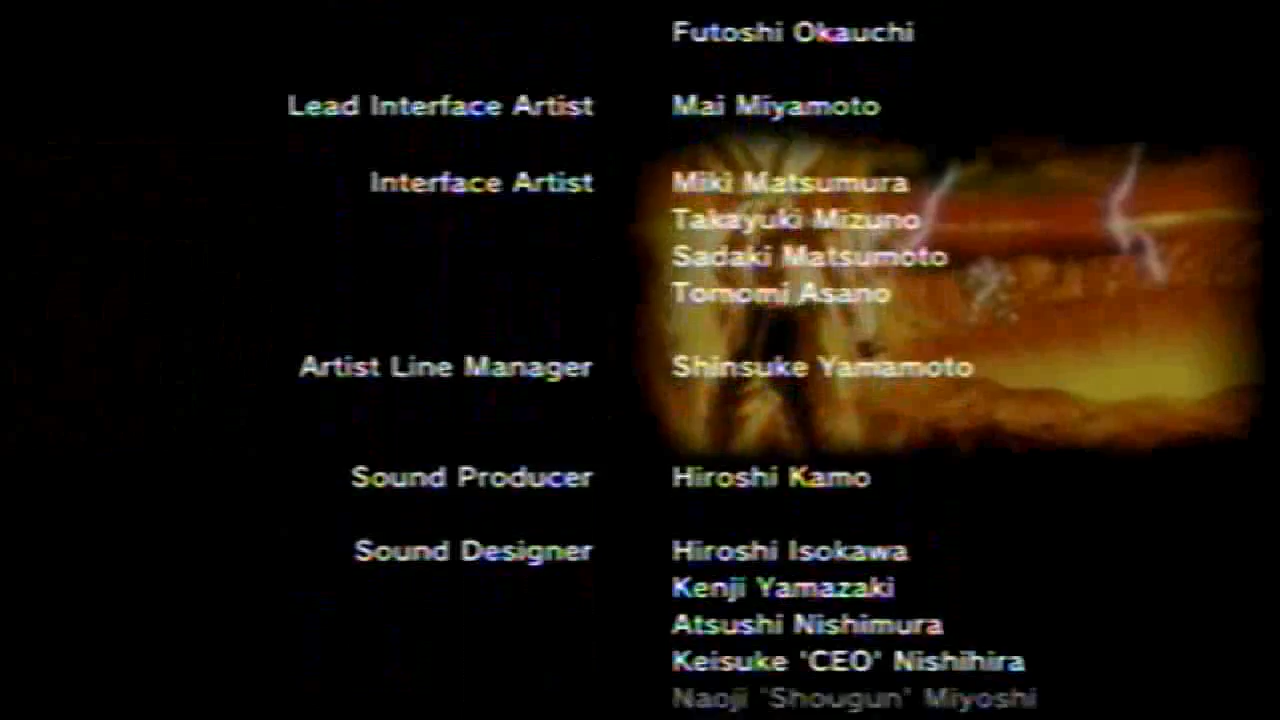 Futoshi Okauchi
Lead Interface Artist Mai Miyamoto
Interface Artist Miki Matsumura
Takayuki Mizuno
Sadaki Matsumoto
Tomomi Asano
Artist Line Manager Shinsuke Yamamoto
Sound Producer Hiroshi Kamo
Sound Designer Hiroshi Isokawa
Kenji Yamazaki
Atsushi Nishimura
Keisuke 'CEO' Nishihira
Naoji 'Shougun' Miyoshi